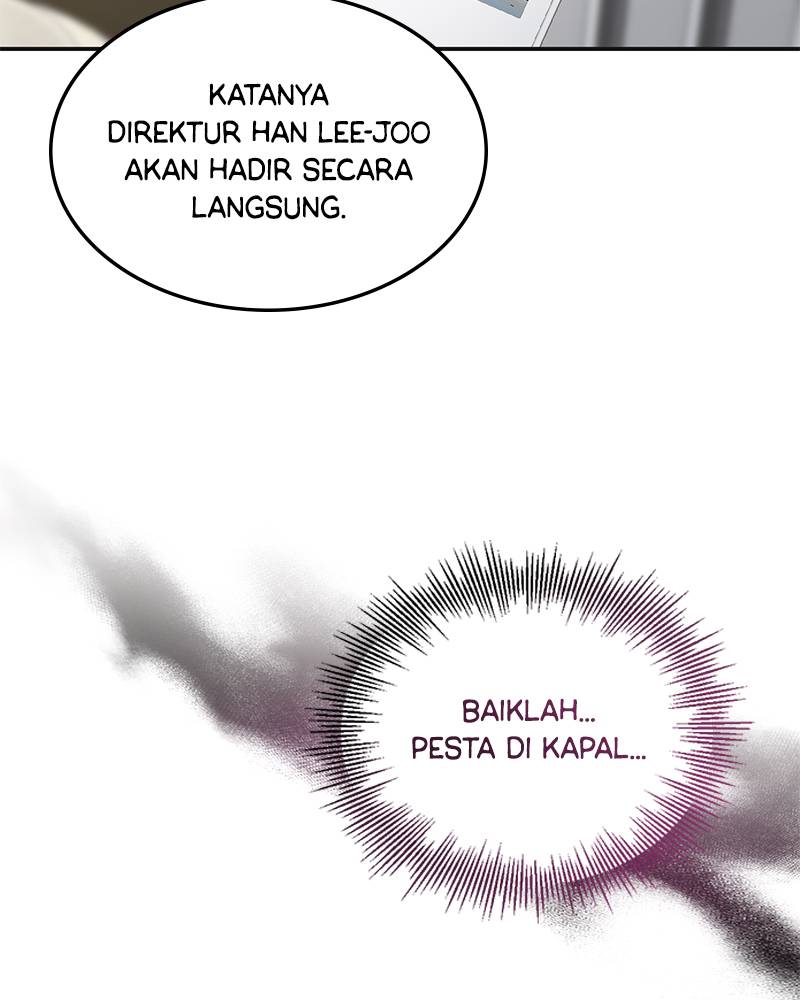 KATANYA
DIREKTUR HAN LEE-JOO
AKAN HADIR SECARA
LANGSUNG.
BAIKLAH...
PESTA DI KAPAL...